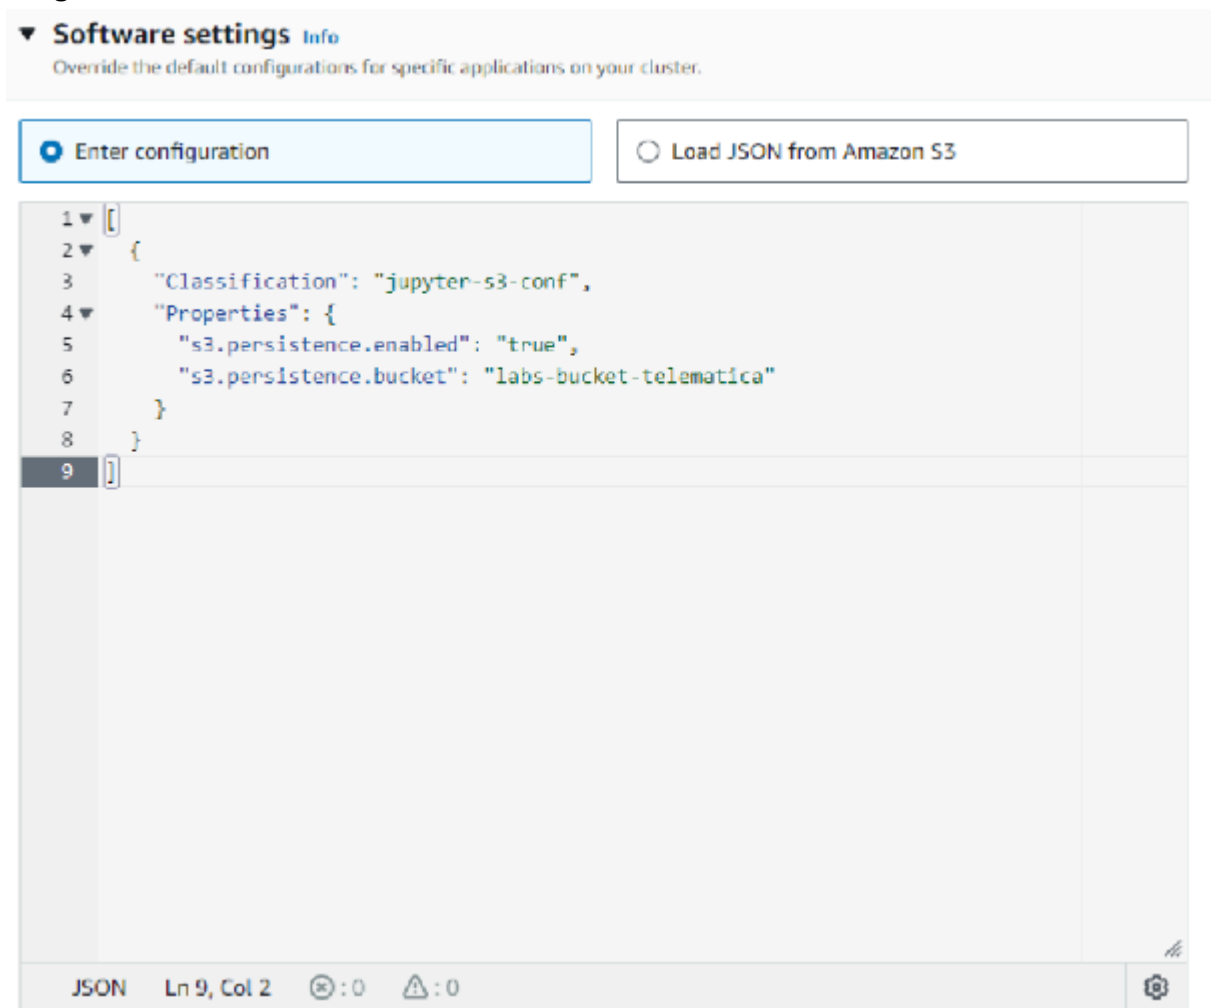 Software settings Info
Override the default configurations for specific applications on your cluster.
Enter configuration
Load JSON from Amazon S3
1 [
2 {
3 "Classification": "jupyter-s3-conf",
4 "Properties": {
5 "s3.persistence.enabled": "true",
6 "s3.persistence.bucket": "labs-bucket-telematica"
7 }
8 }
9 ]
JSON Ln 9, Col 2 : 0 : 0